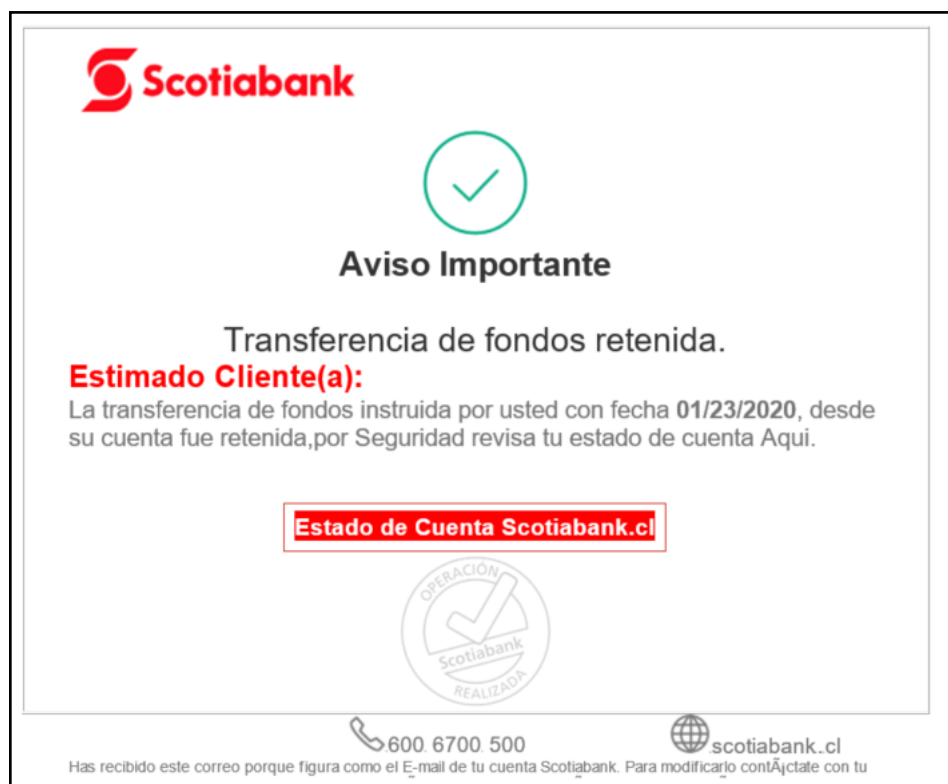 Scotiabank
Aviso Importante
Transferencia de fondos retenida.
Estimado Cliente(a):
La transferencia de fondos instruida por usted con fecha 01/23/2020, desde
su cuenta fue retenida,por Seguridad revisa tu estado de cuenta Aqui.
Estado de Cuenta Scotiabank.cl
OPERACIÓN
Scotiabank
REALIZADA
.600. 6700. 500
.scotiabank..cl
Has recibido este correo porque figura como el E-mail de tu cuenta Scotiabank. Para modificarlo contÃ¡ctate con tu